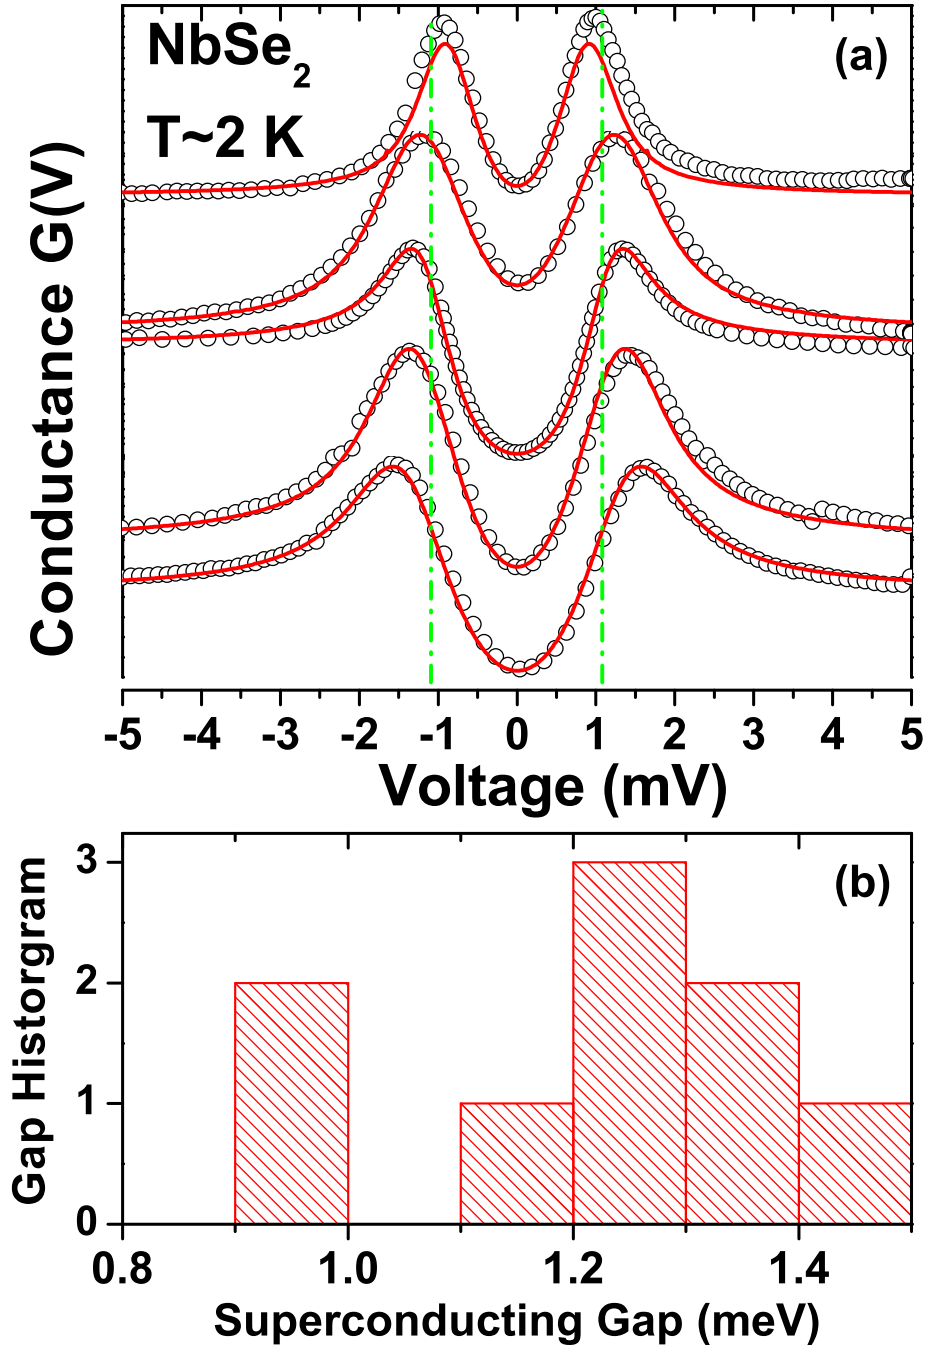 NbSe2
(a)
T~2 K
Conductance G(V)
-5 -4 -3 -2 -1 0 1 2 3 4 5
Voltage (mV)
(b)
Gap Historgram
3
2
1
0
0.8 1.0 1.2 1.4
Superconducting Gap (meV)